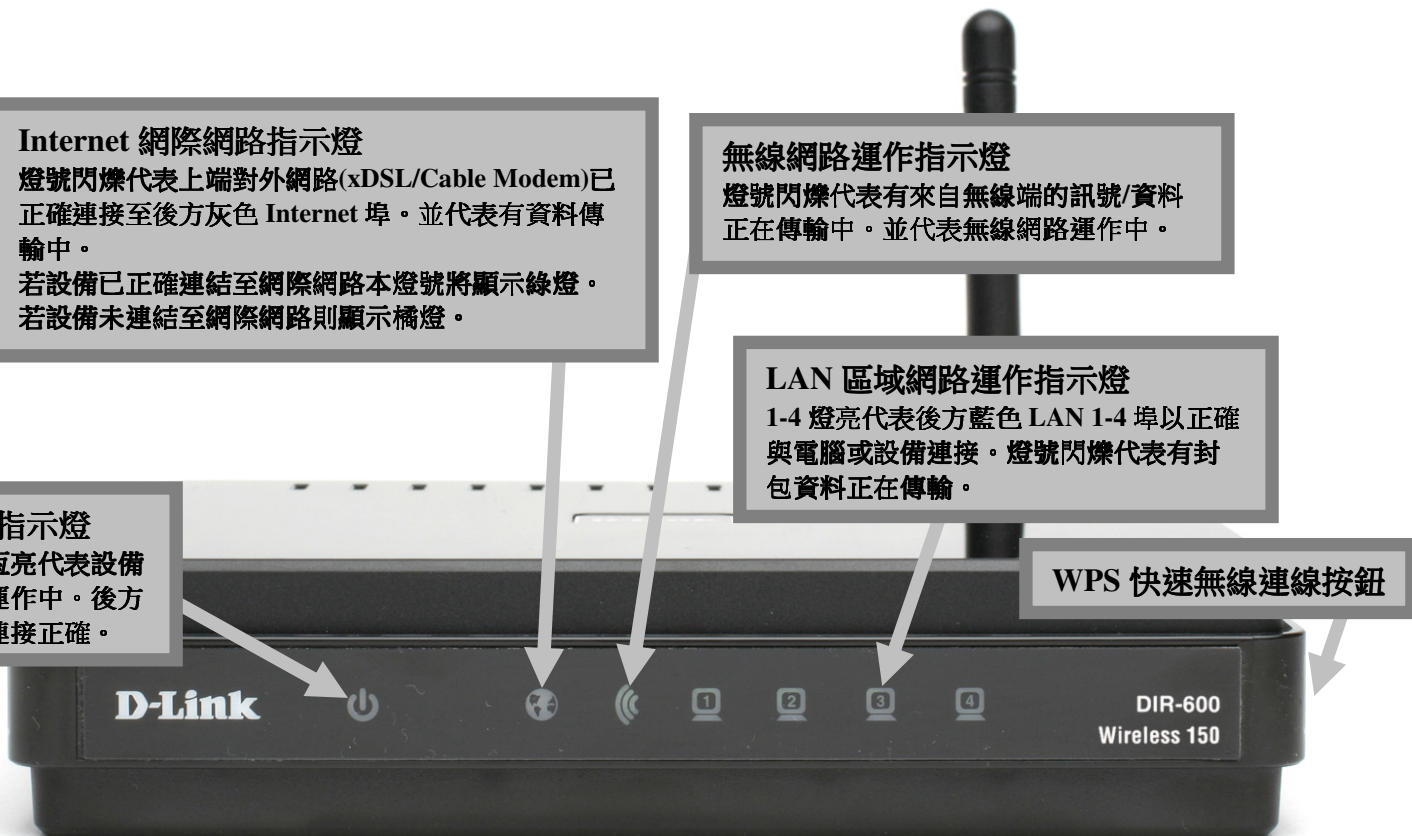 Internet 網際網路指示燈
燈號閃爍代表上端對外網路(xDSL/Cable Modem)已
正確連接至後方灰色 Internet 埠。並代表有資料傳
輸中。
若設備已正確連結至網際網路本燈號將顯示綠燈。
若設備未連結至網際網路則顯示橘燈。
無線網路運作指示燈
燈號閃爍代表有來自無線端的訊號/資料
正在傳輸中。並代表無線網路運作中。
LAN 區域網路運作指示燈
1-4 燈亮代表後方藍色 LAN 1-4 埠以正確
與電腦或設備連接。燈號閃爍代表有封
包資料正在傳輸。
指示燈
亮代表設備
作中。後方
接正確。
WPS 快速無線連線按鈕
D-Link
1
2
3
4
DIR-600
Wireless 150